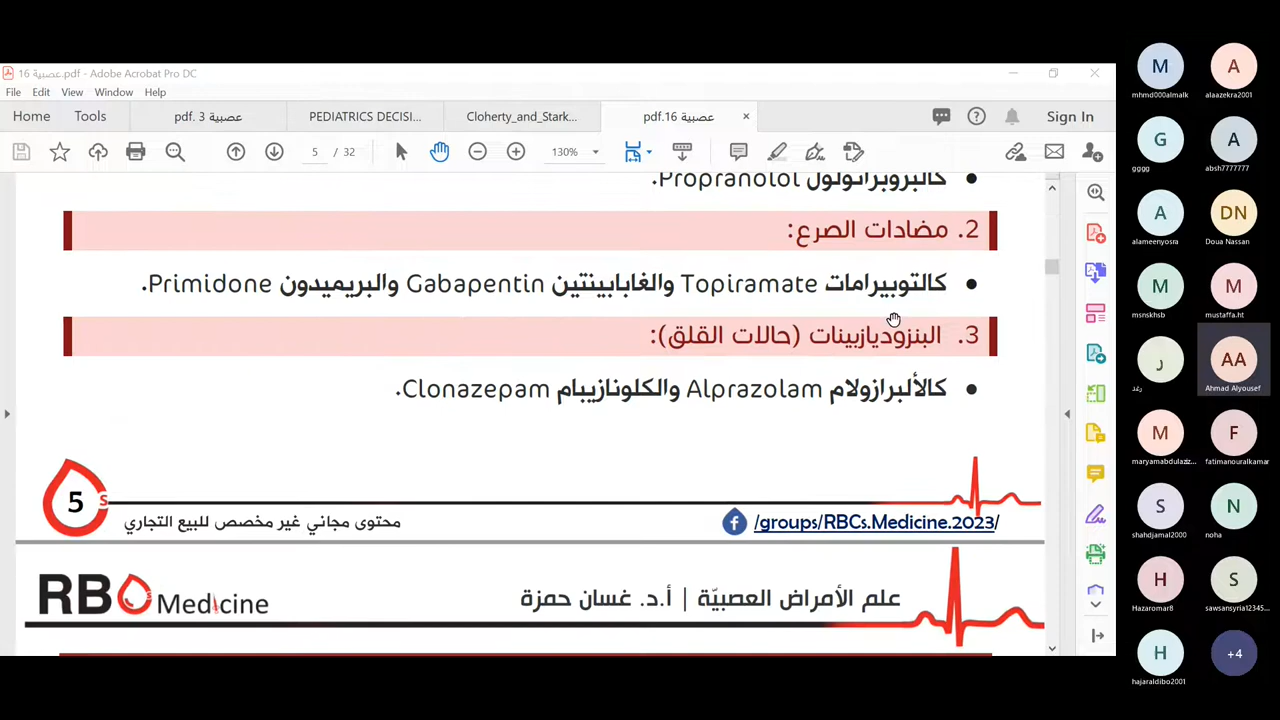 عصبية 16.pdf - Adobe Acrobat Pro DC
File Edit View Window Help
Home Tools عصبية 3 .pdf PEDIATRICS DECISI... Cloherty_and_Stark... عصبية 16.pdf × Sign In
5 / 32 130%
• كالبروبرانولول Propranolol.
2. مضادات الصرع:
• كالتوبيرامات Topiramate والغابابينتين Gabapentin والبريميدون Primidone.
3. البنزوديازبينات (حالات القلق):
• كالألبرازولام Alprazolam والكلونازيبام Clonazepam.
5
S
محتوى مجاني غير مخصص للبيع التجاري
/groups/RBCs.Medicine.2023/
RB Medicine
علم الأمراض العصبيّة | أ.د. غسان حمزة
M A
mhmd000almalk alaazekra2001
G A
gggg absh7777777
A DN
alameenyosra Doua Nassan
M M
msnskhsb mustaffa.ht
ر AA
رغد Ahmad Alyousef
M F
maryamabdulaziz... fatimanouralkamar
S N
shahdjamal2000 noha
H S
Hazaromar8 sawsansyria12345...
H +4
hajaraldibo2001